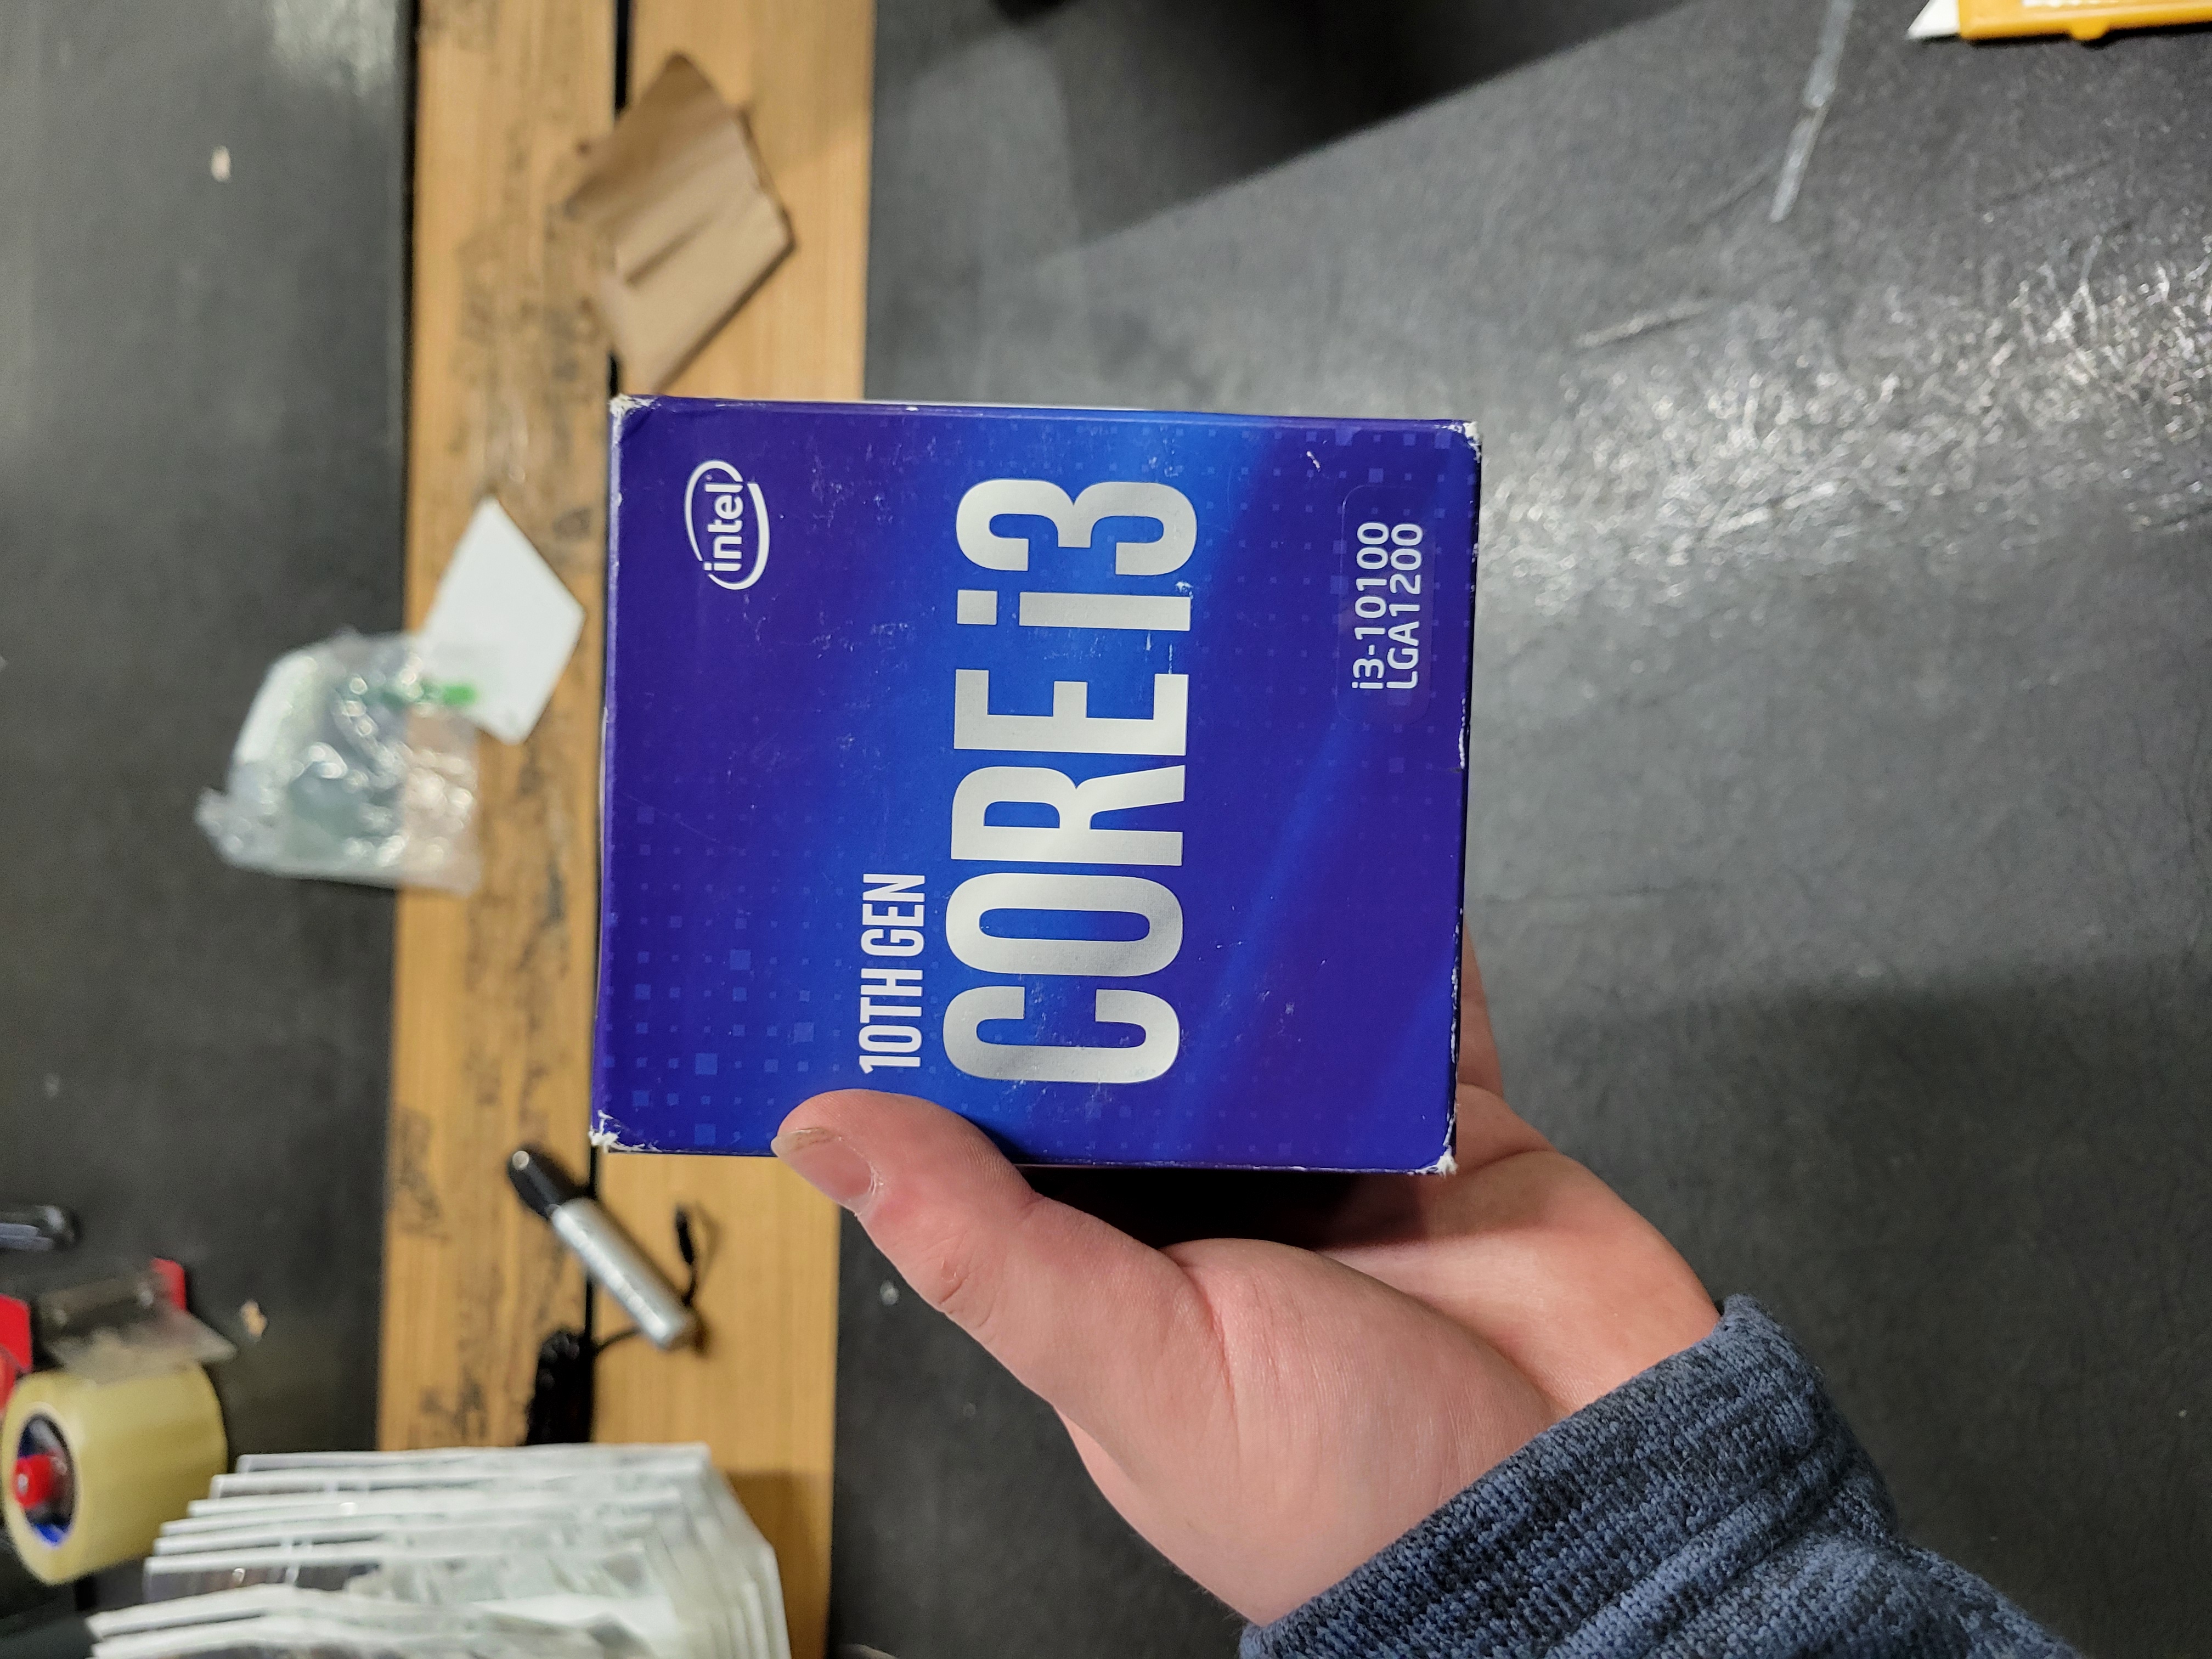 intel
10TH GEN
CORE i3
i3-10100
LGA1200